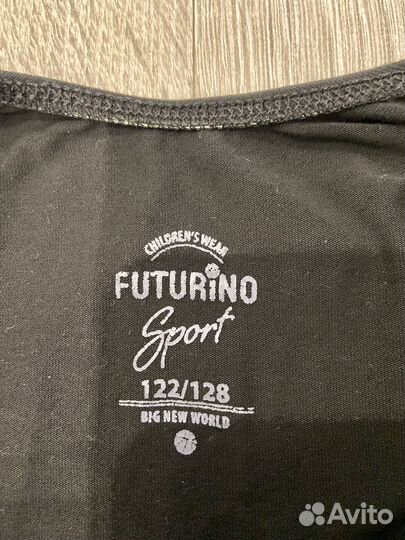 CHILDREN'S WEAR
FUTURiNO
Sport
122/128
BIG NEW WORLD
Avito